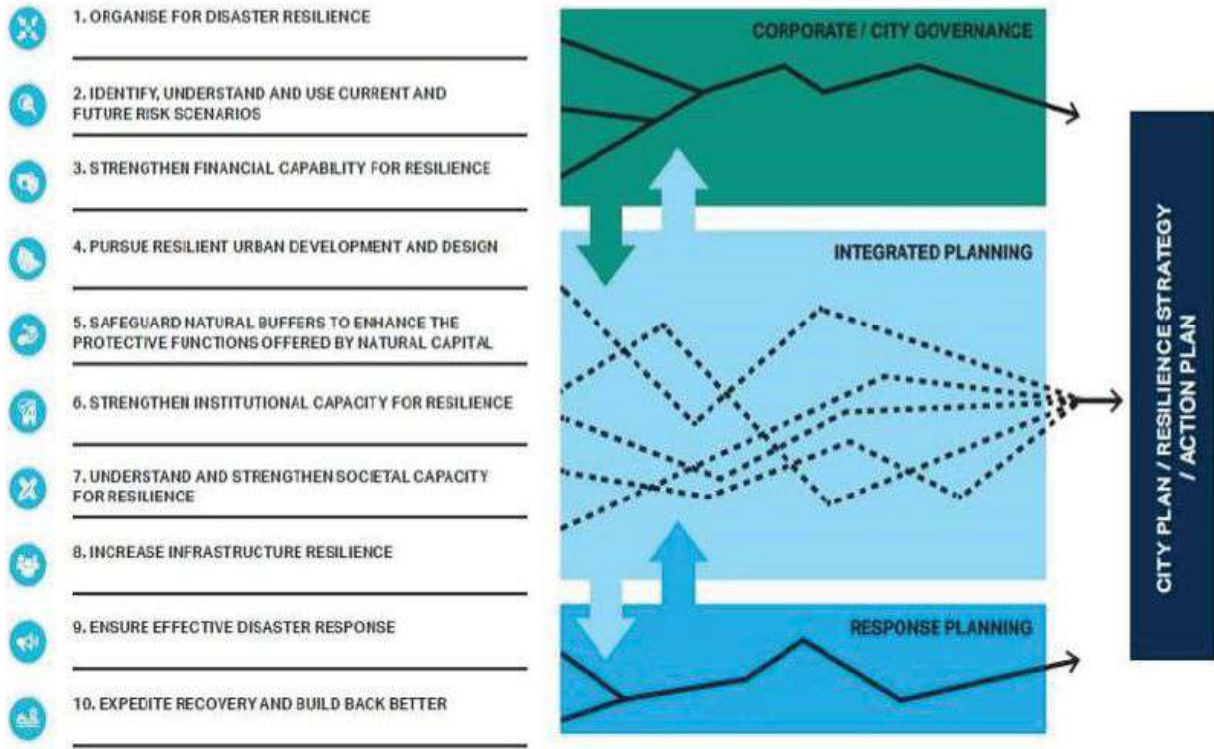 1. ORGANISE FOR DISASTER RESILIENCE
2. IDENTIFY, UNDERSTAND AND USE CURRENT AND
FUTURE RISK SCENARIOS
3. STRENGTHEN FINANCIAL CAPABILITY FOR RESILIENCE
4. PURSUE RESILIENT URBAN DEVELOPMENT AND DESIGN
5. SAFEGUARD NATURAL BUFFERS TO ENHANCE THE
PROTECTIVE FUNCTIONS OFFERED BY NATURAL CAPITAL
6. STRENGTHEN INSTITUTIONAL CAPACITY FOR RESILIENCE
7. UNDERSTAND AND STRENGTHEN SOCIETAL CAPACITY
FOR RESILIENCE
8. INCREASE INFRASTRUCTURE RESILIENCE
9. ENSURE EFFECTIVE DISASTER RESPONSE
10. EXPEDITE RECOVERY AND BUILD BACK BETTER
CORPORATE / CITY GOVERNANCE
INTEGRATED PLANNING
RESPONSE PLANNING
CITY PLAN / RESILIENCE STRATEGY
/ ACTION PLAN